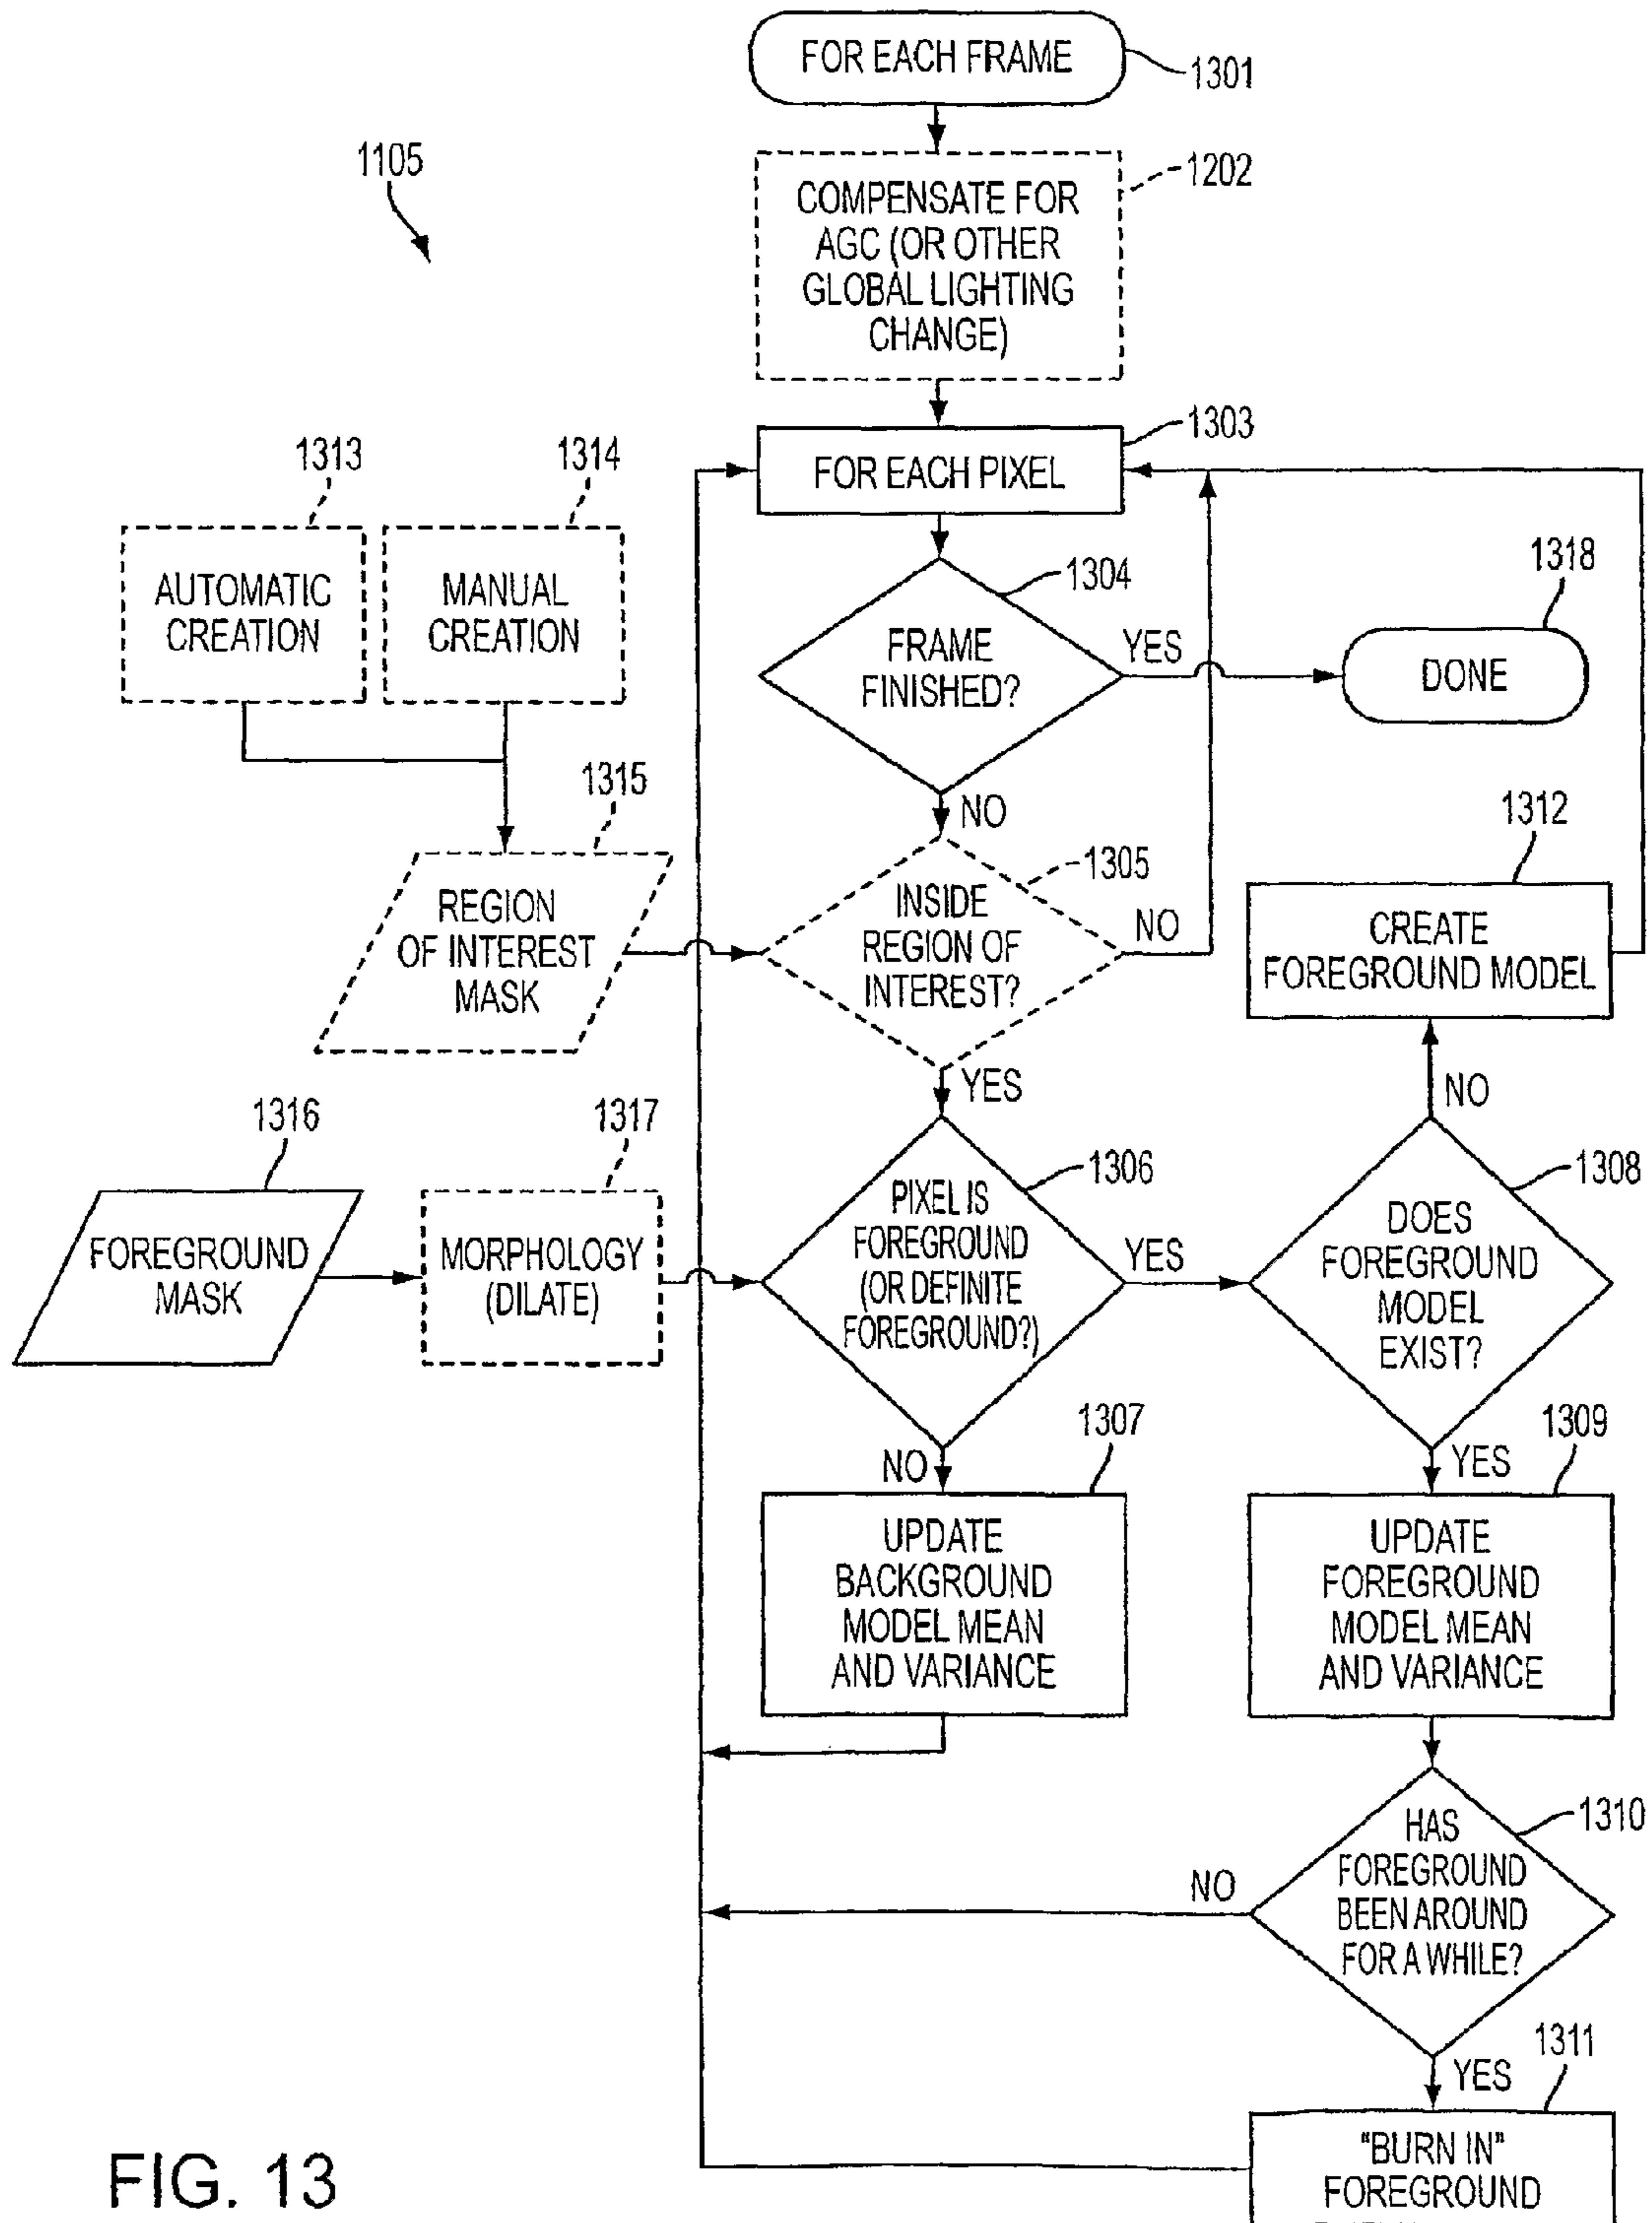 FOR EACH FRAME
1301
1105
COMPENSATE FOR
AGC (OR OTHER
GLOBAL LIGHTING
CHANGE)
1202
1303
FOR EACH PIXEL
1313
1314
AUTOMATIC
CREATION
MANUAL
CREATION
1304
FRAME
FINISHED?
YES
1318
DONE
NO
1315
REGION
OF INTEREST
MASK
1305
INSIDE
REGION OF
INTEREST?
NO
1312
CREATE
FOREGROUND MODEL
YES
NO
1316
FOREGROUND
MASK
1317
MORPHOLOGY
(DILATE)
1306
PIXEL IS
FOREGROUND
(OR DEFINITE
FOREGROUND?)
YES
1308
DOES
FOREGROUND
MODEL
EXIST?
NO
1307
UPDATE
BACKGROUND
MODEL MEAN
AND VARIANCE
YES
1309
UPDATE
FOREGROUND
MODEL MEAN
AND VARIANCE
1310
HAS
FOREGROUND
BEEN AROUND
FOR A WHILE?
NO
YES
1311
"BURN IN"
FOREGROUND
FIG. 13